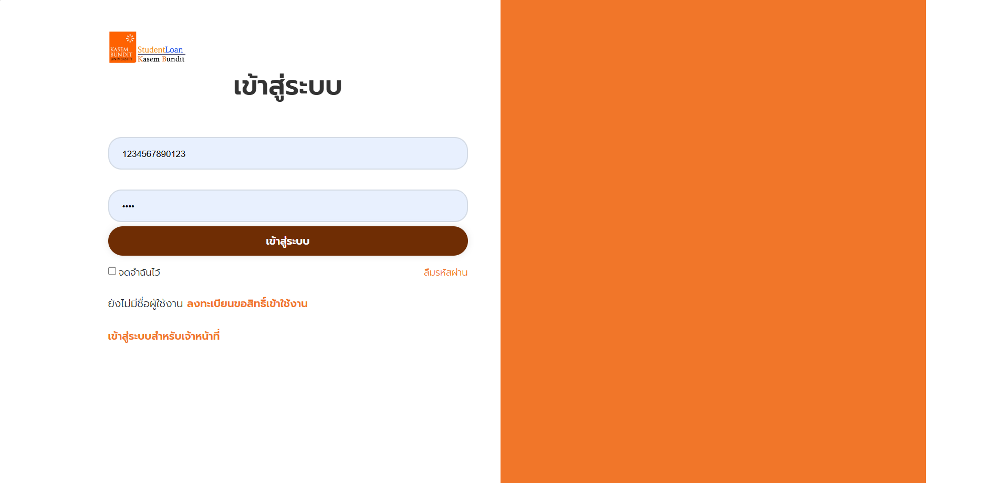 KASEM
BUNDIT
UNIVERSITY
StudentLoan
Kasem Bundit
เข้าสู่ระบบ
1234567890123
••••
เข้าสู่ระบบ
จดจำฉันไว้
ลืมรหัสผ่าน
ยังไม่มีชื่อผู้ใช้งาน ลงทะเบียนขอสิทธิ์เข้าใช้งาน
เข้าสู่ระบบสำหรับเจ้าหน้าที่